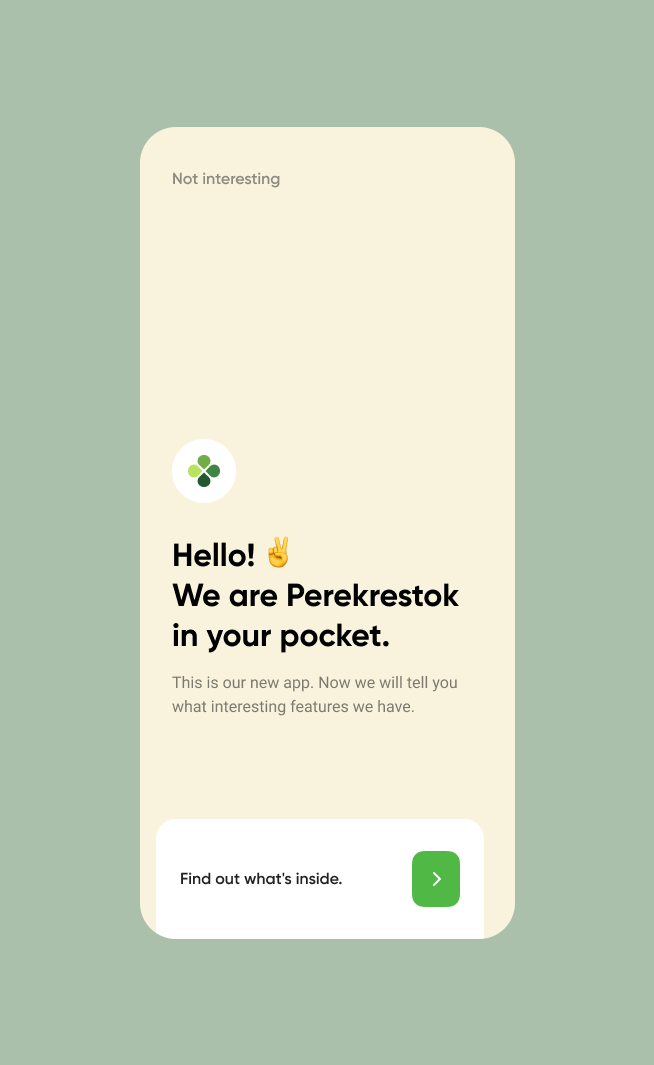 Not interesting
Hello! ✌️
We are Perekrestok
in your pocket.
This is our new app. Now we will tell you
what interesting features we have.
Find out what's inside.